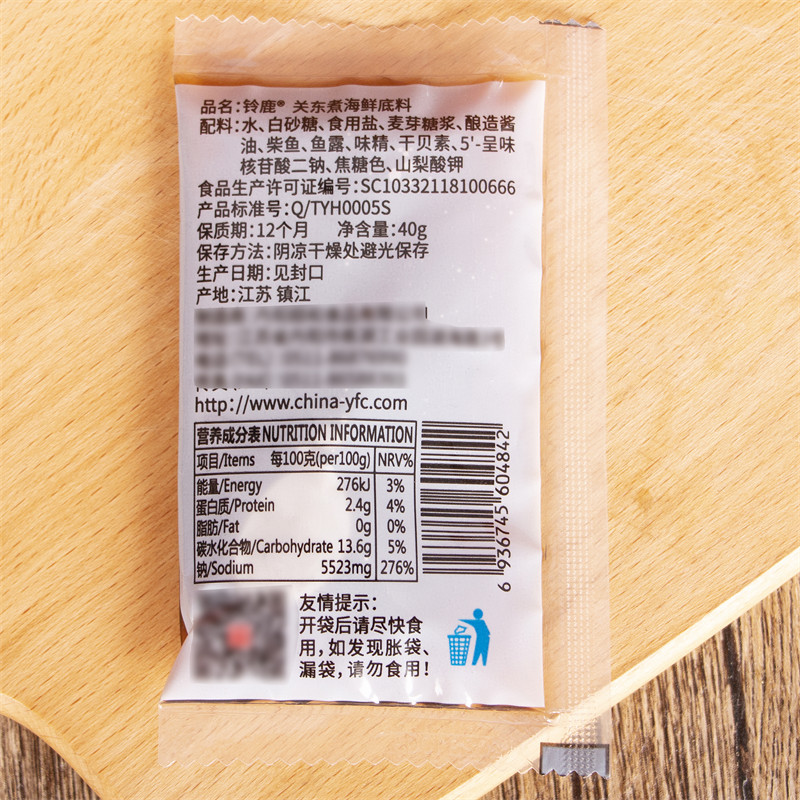 品名:铃鹿® 关东煮海鲜底料
配料:水、白砂糖、食用盐、麦芽糖浆、酿造酱
油、柴鱼、鱼露、味精、干贝素、5'-呈味
核苷酸二钠、焦糖色、山梨酸钾
食品生产许可证编号:SC10332118100666
产品标准号:Q/TYH0005S
保质期:12个月 净含量:40g
保存方法:阴凉干燥处避光保存
生产日期:见封口
产地:江苏 镇江
http://www.china-yfc.com
营养成分表NUTRITION INFORMATION
项目/Items 每100克(per100g) NRV%
能量/Energy 276kJ 3%
蛋白质/Protein 2.4g 4%
脂肪/Fat 0g 0%
碳水化合物/Carbohydrate 13.6g 5%
钠/Sodium 5523mg 276%
6 936745 604842
友情提示:
开袋后请尽快食
用,如发现胀袋、
漏袋,请勿食用!